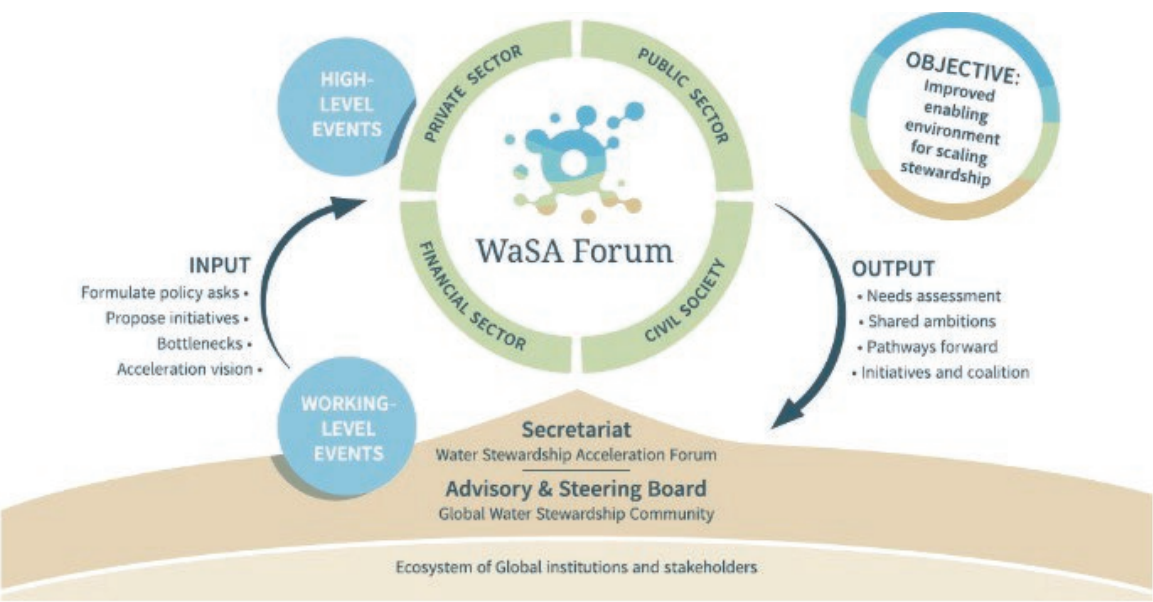 HIGH-
LEVEL
EVENTS
PRIVATE SECTOR
PUBLIC SECTOR
OBJECTIVE:
Improved
enabling
environment
for scaling
stewardship
WaSA Forum
FINANCIAL SECTOR
CIVIL SOCIETY
INPUT
Formulate policy asks •
Propose initiatives •
Bottlenecks •
Acceleration vision •
OUTPUT
• Needs assessment
• Shared ambitions
• Pathways forward
• Initiatives and coalition
WORKING-
LEVEL
EVENTS
Secretariat
Water Stewardship Acceleration Forum
Advisory & Steering Board
Global Water Stewardship Community
Ecosystem of Global institutions and stakeholders